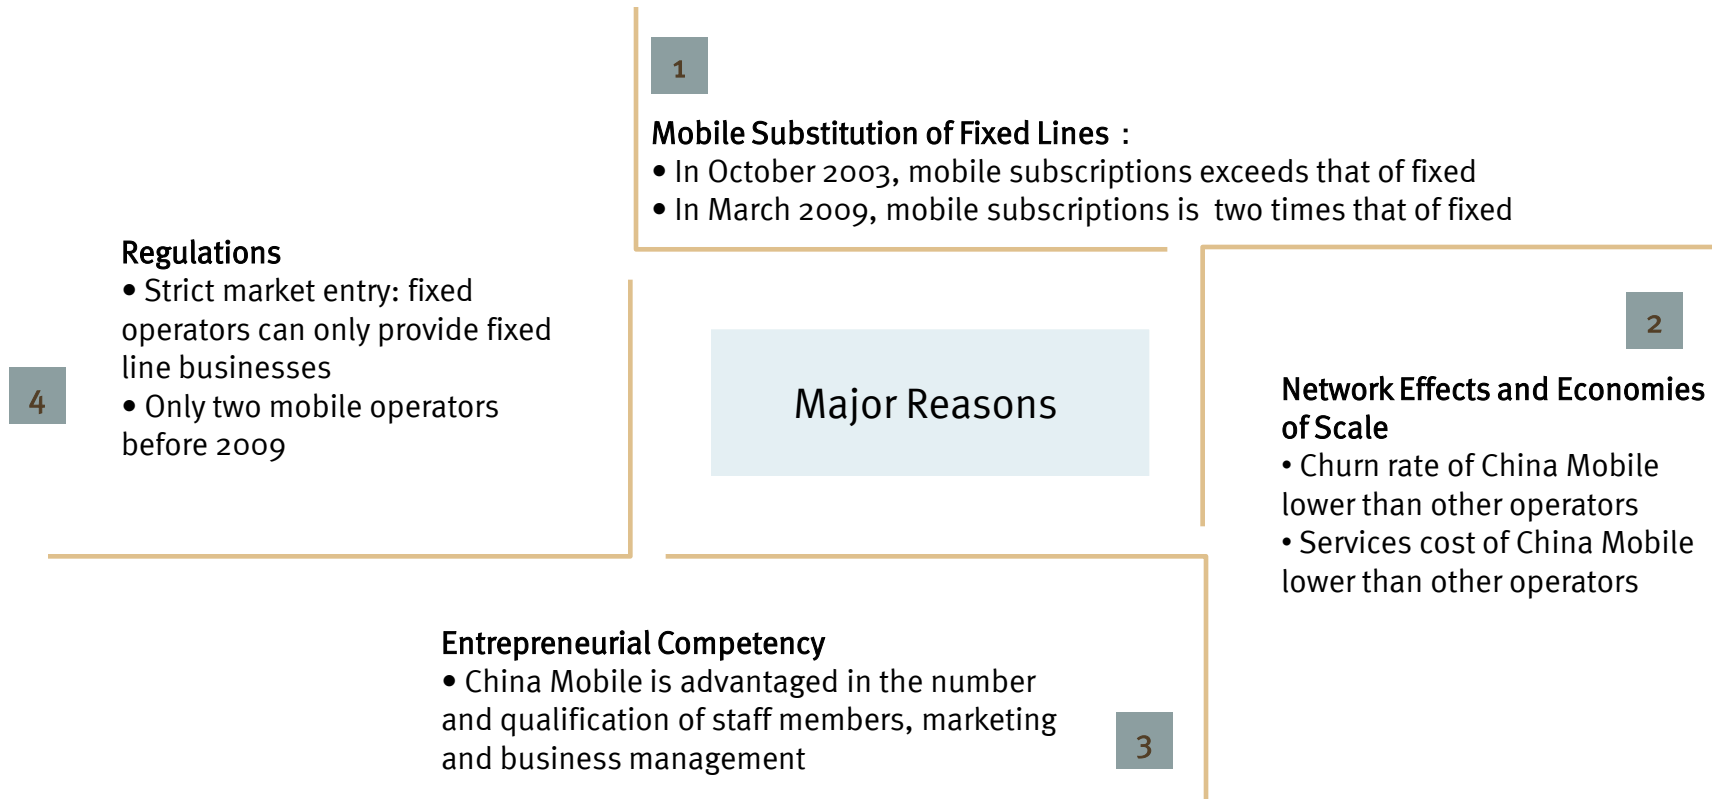 1
Mobile Substitution of Fixed Lines :
• In October 2003, mobile subscriptions exceeds that of fixed
• In March 2009, mobile subscriptions is two times that of fixed
2
Network Effects and Economies
of Scale
• Churn rate of China Mobile
lower than other operators
• Services cost of China Mobile
lower than other operators
3
Entrepreneurial Competency
• China Mobile is advantaged in the number
and qualification of staff members, marketing
and business management
4
Regulations
• Strict market entry: fixed
operators can only provide fixed
line businesses
• Only two mobile operators
before 2009
Major Reasons